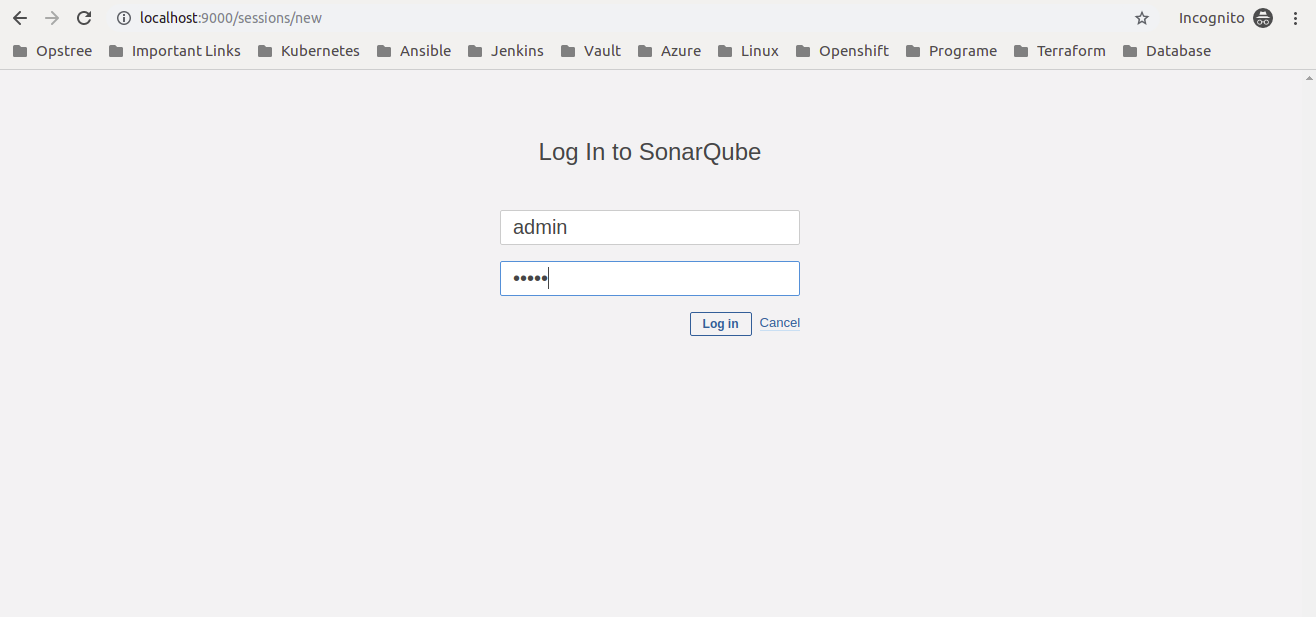 localhost:9000/sessions/new Incognito
Opstree Important Links Kubernetes Ansible Jenkins Vault Azure Linux Openshift Programe Terraform Database
Log In to SonarQube
admin
•••••
Log in Cancel